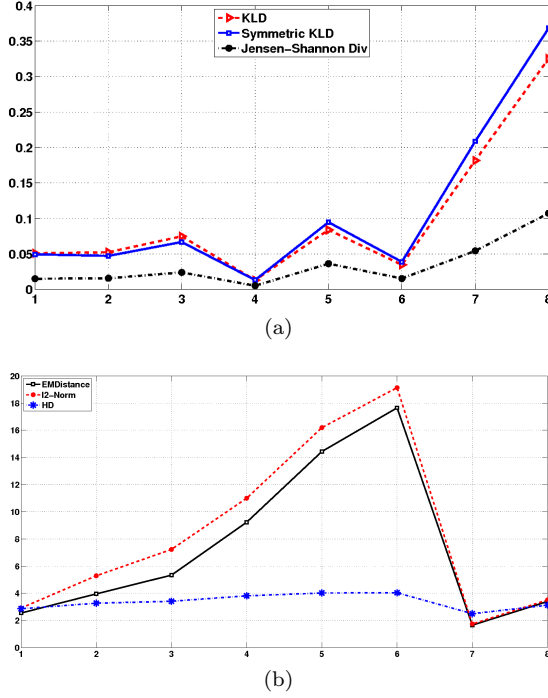 0.4
KLD
Symmetric KLD
Jensen-Shannon Div
0.35
0.3
0.25
0.2
0.15
0.1
0.05
0
1 2 3 4 5 6 7 8
(a)
20
EMDistance
l2-Norm
HD
18
16
14
12
10
8
6
4
2
0
1 2 3 4 5 6 7 8
(b)